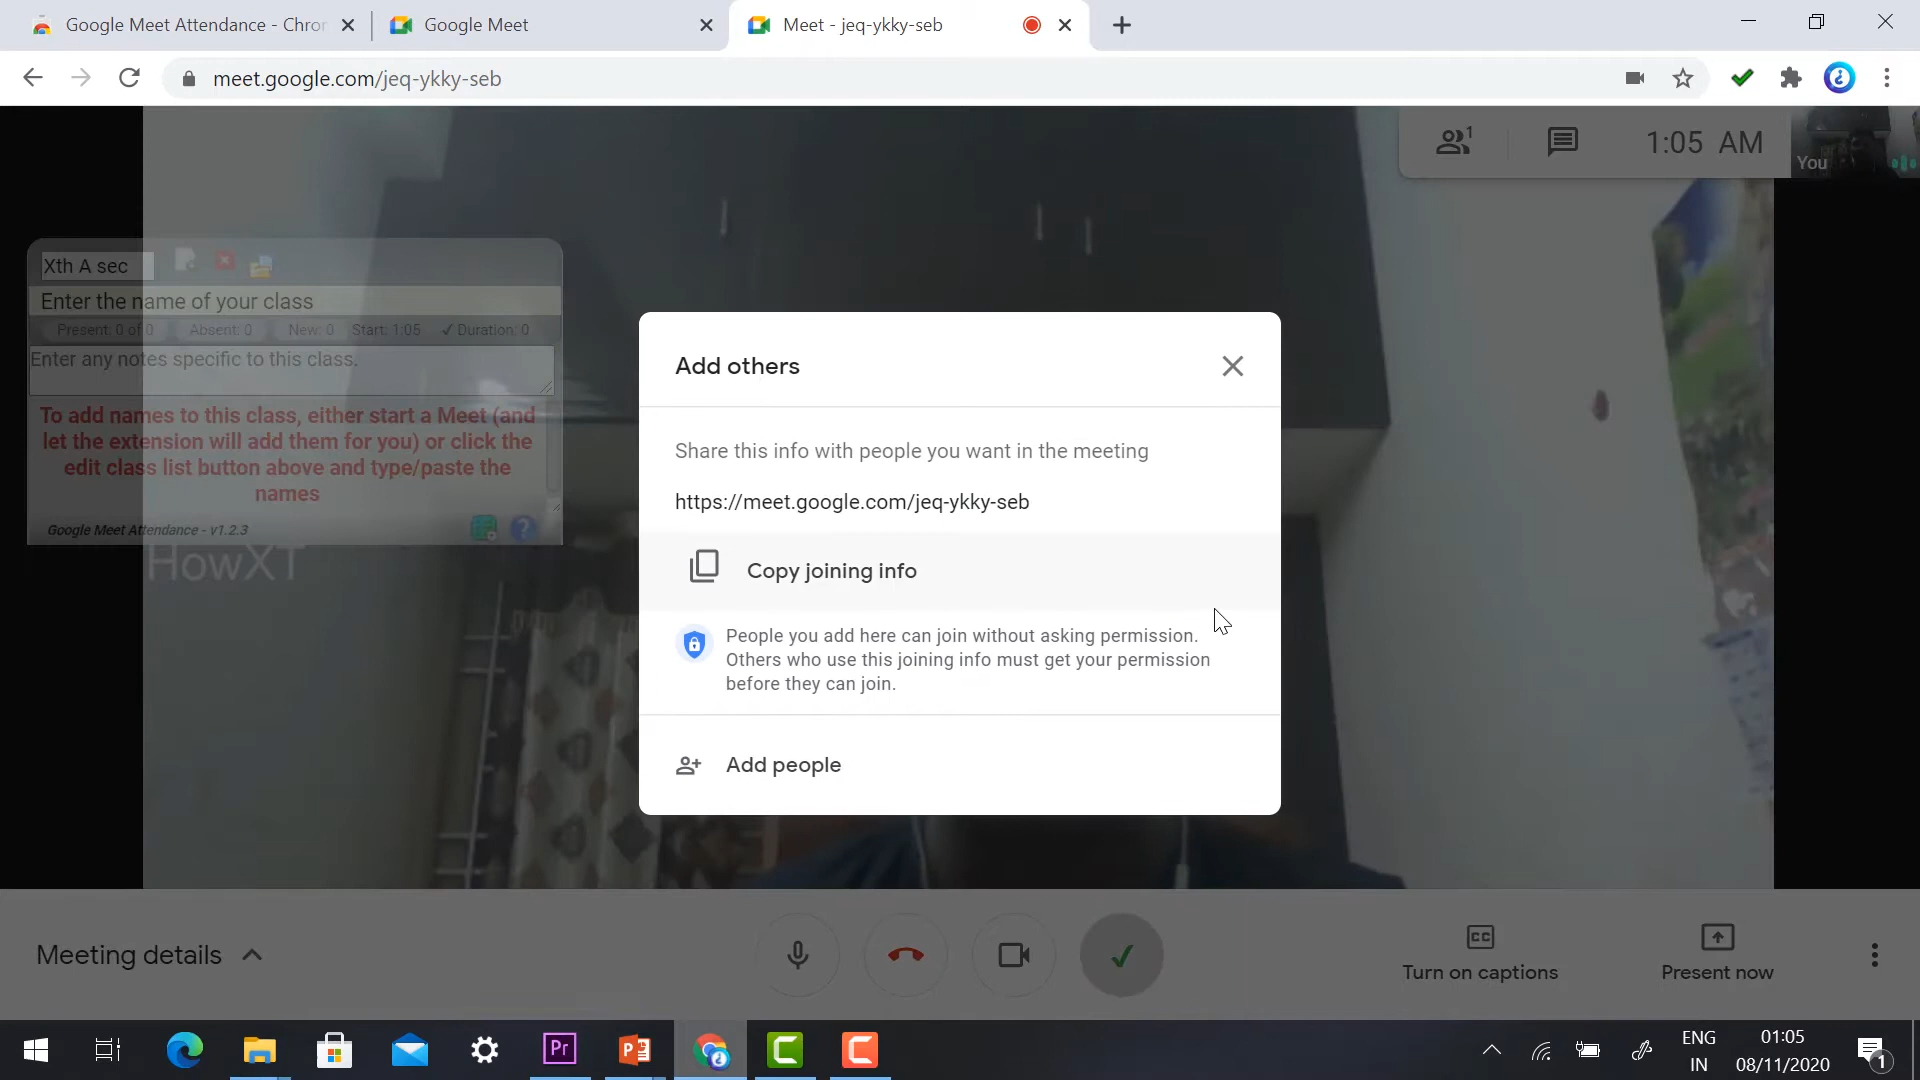 Google Meet Attendance - Chror
Google Meet
Meet - jeq-ykky-seb
meet.google.com/jeq-ykky-seb
1
1:05 AM
You
Xth A sec
Enter the name of your class
Present: 0 of 0
Absent: 0
New: 0
Start: 1:05
✓ Duration: 0
Enter any notes specific to this class.
To add names to this class, either start a Meet (and
let the extension will add them for you) or click the
edit class list button above and type/paste the
names
Google Meet Attendance - v1.2.3
?
HowXT
Add others
Share this info with people you want in the meeting
https://meet.google.com/jeq-ykky-seb
Copy joining info
People you add here can join without asking permission.
Others who use this joining info must get your permission
before they can join.
Add people
Meeting details
CC
Turn on captions
Present now
Pr
P
C
C
ENG
IN
01:05
08/11/2020
1